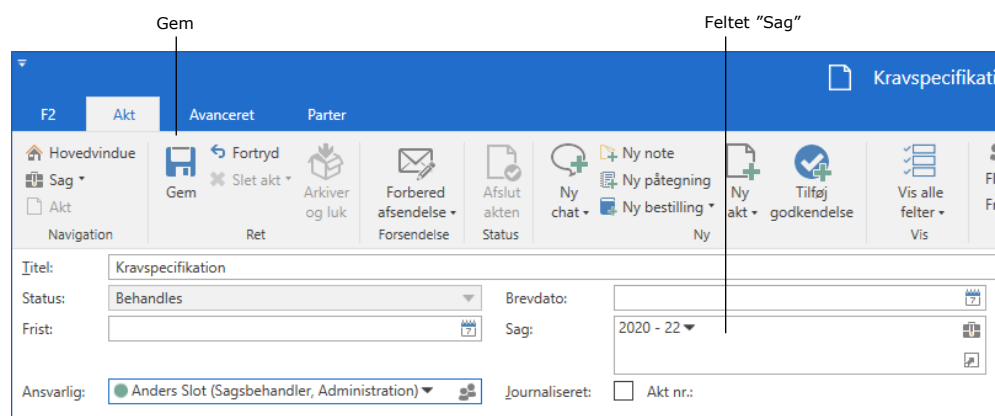 Gem
Feltet ”Sag”
Kravspecifikati
F2 Akt Avanceret Parter
Hovedvindue
Sag
Akt
Navigation
Gem
Fortryd
Slet akt
Arkiver
og luk
Ret
Forbered
afsendelse
Forsendelse
Afslut
akten
Status
Ny
chat
Ny note
Ny påtegning
Ny bestilling
Ny
akt
Tilføj
godkendelse
Ny
Vis alle
felter
Vis
Fl
Fr
Titel: Kravspecifikation
Status: Behandles
Brevdato:
Frist:
Sag: 2020 - 22
Ansvarlig: Anders Slot (Sagsbehandler, Administration)
Journaliseret: Akt nr.: